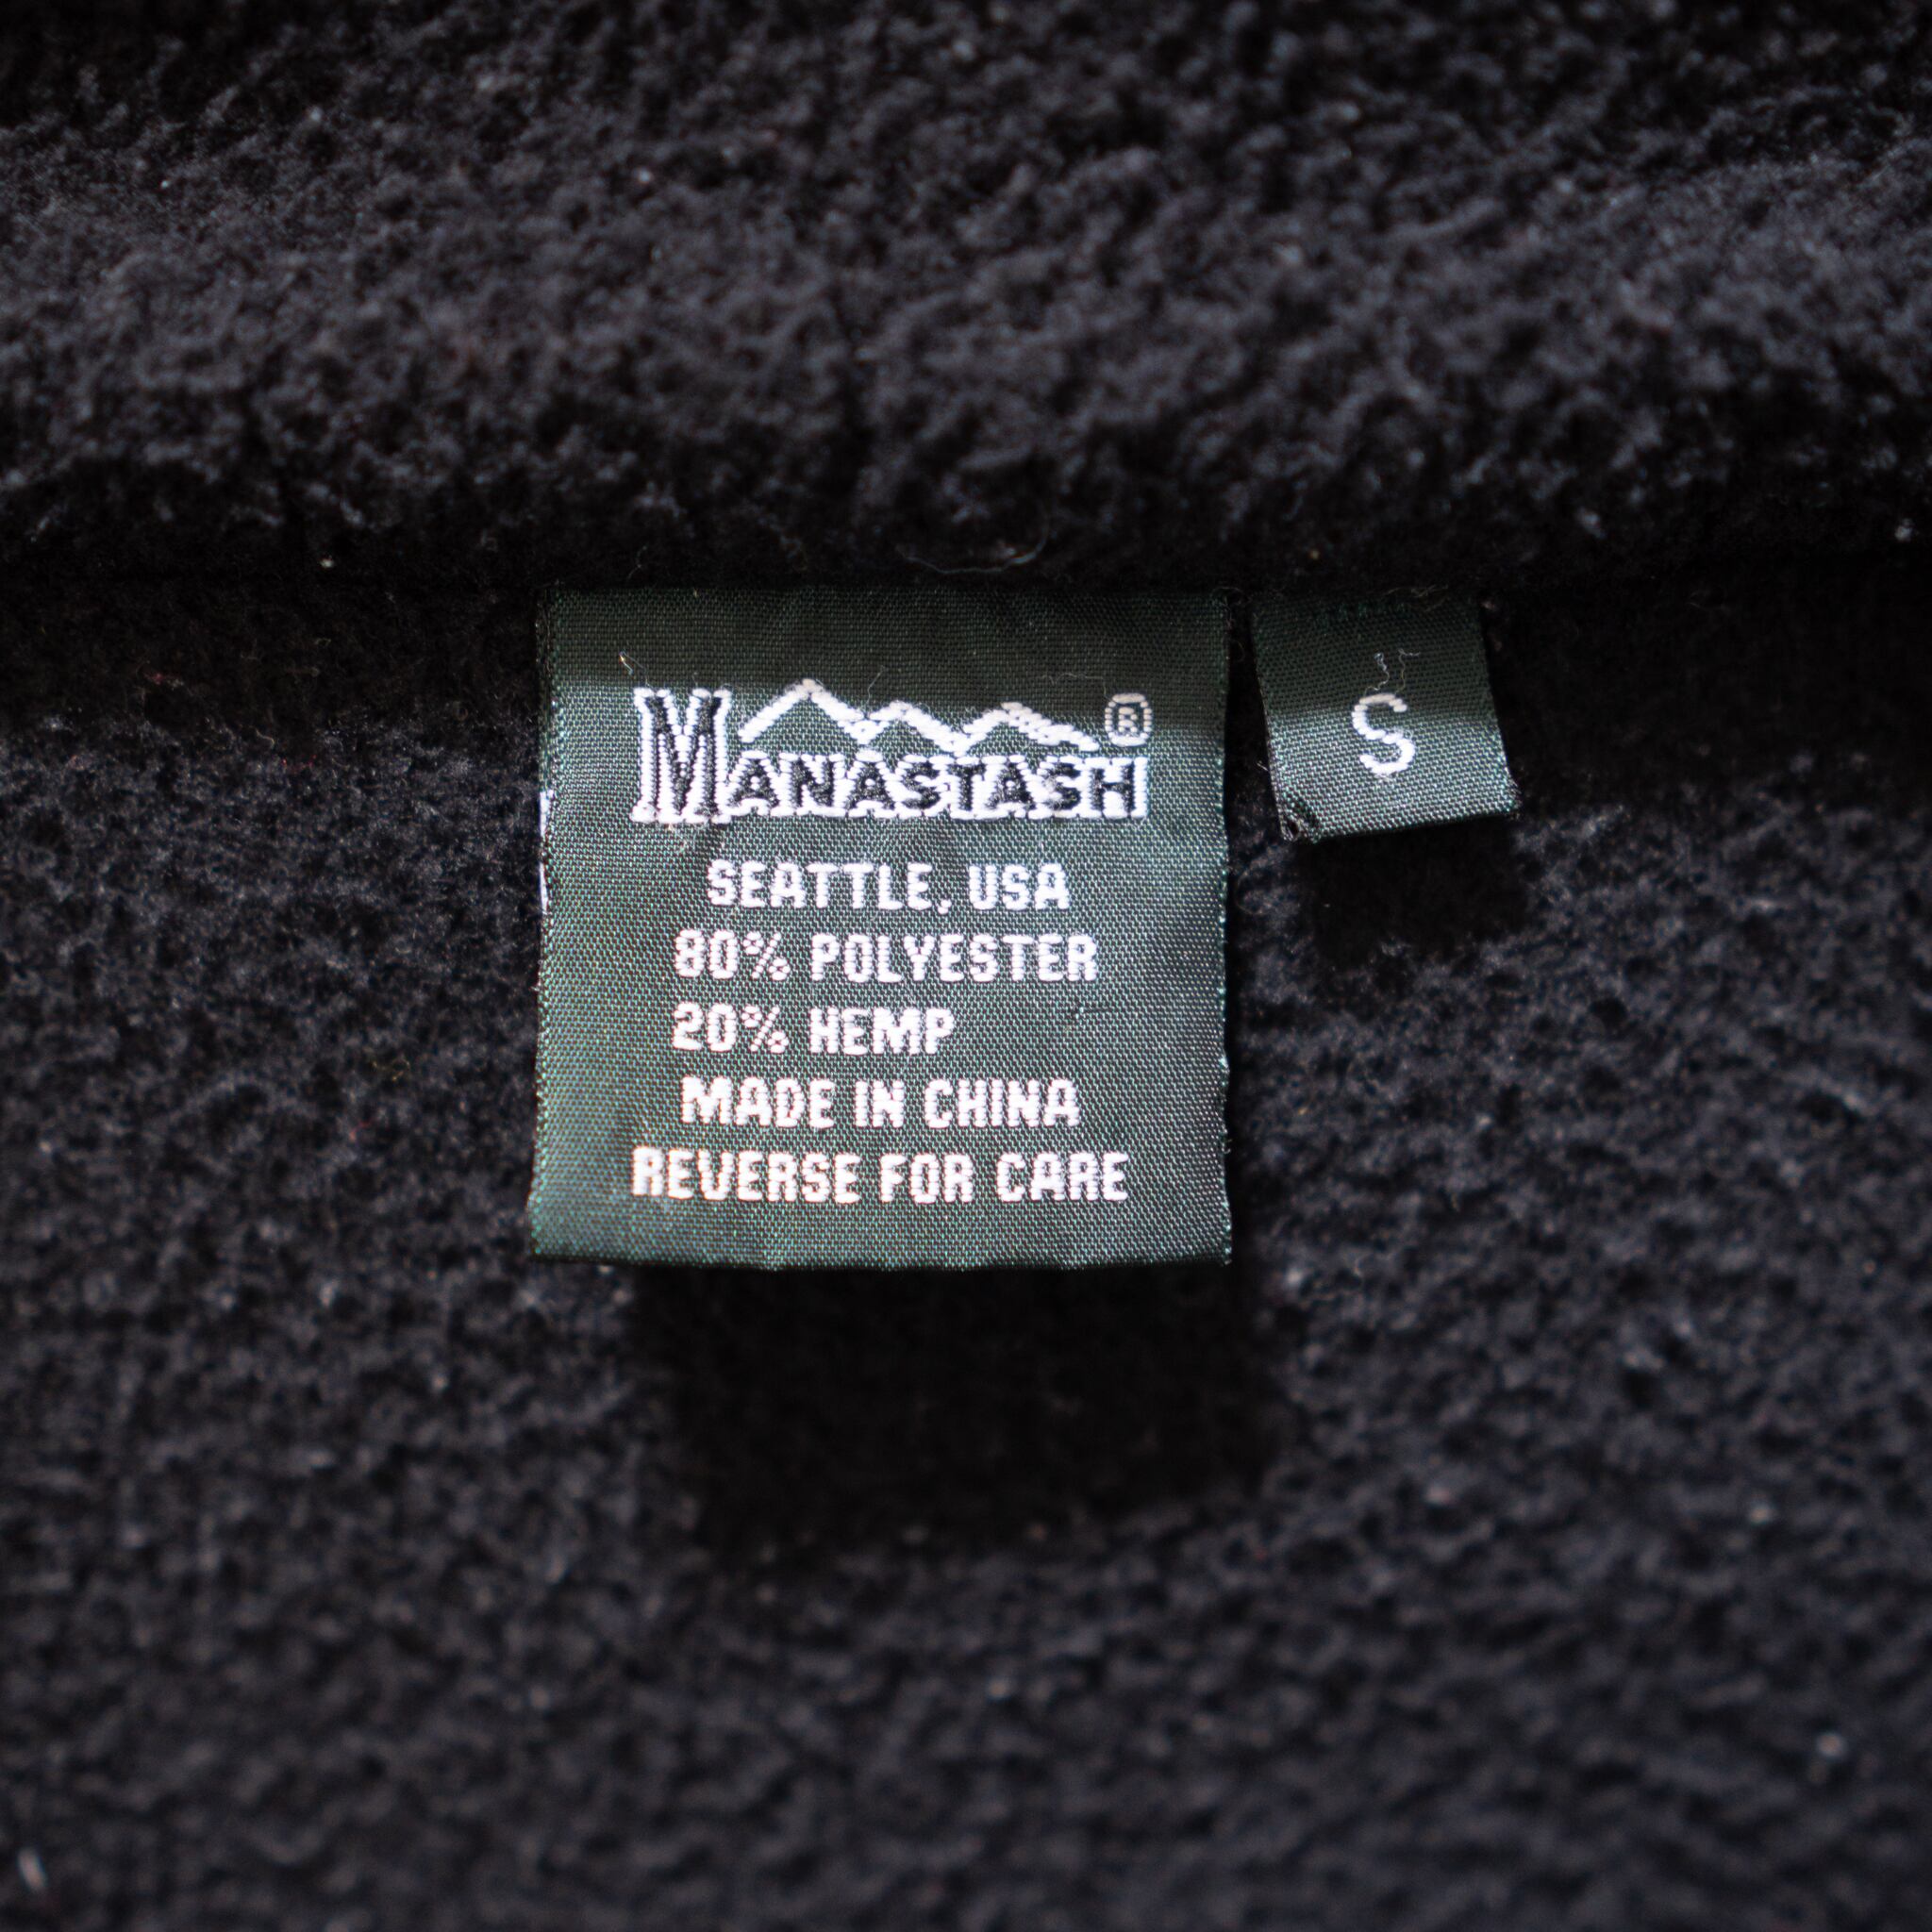 MANASTASH®
SEATTLE, USA
80% POLYESTER
20% HEMP
MADE IN CHINA
REVERSE FOR CARE
S